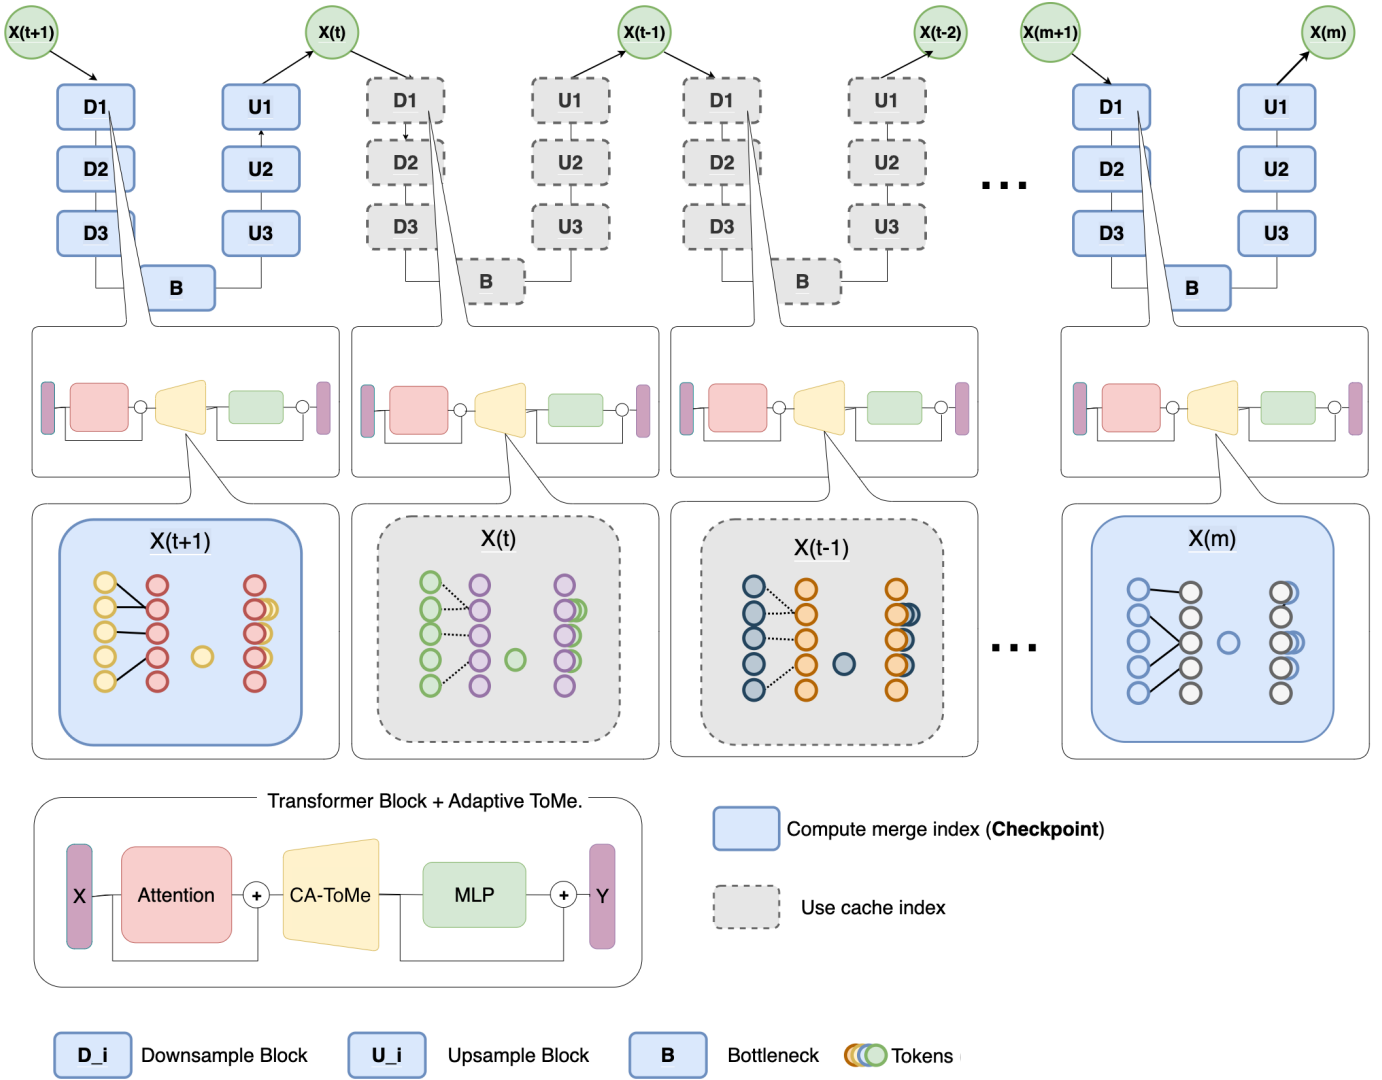 X(t+1)
X(t)
X(t-1)
X(t-2)
X(m+1)
X(m)
D1
U1
D1
U1
D1
U1
D1
U1
D2
U2
D2
U2
D2
U2
D2
U2
D3
U3
D3
U3
D3
U3
D3
U3
B
B
B
B
...
X(t+1)
X(t)
X(t-1)
X(m)
...
Transformer Block + Adaptive ToMe.
X
Attention
+
CA-ToMe
MLP
+
Y
Compute merge index (Checkpoint)
Use cache index
D_i
Downsample Block
U_i
Upsample Block
B
Bottleneck
Tokens